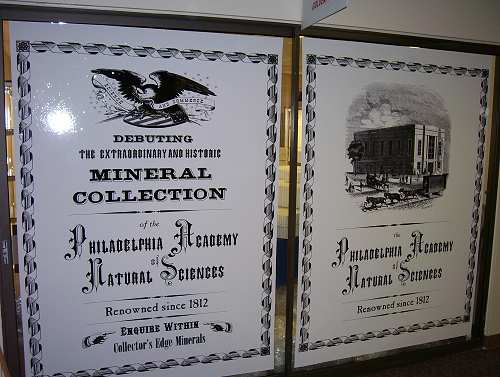 DEBUTING
THE EXTRAORDINARY AND HISTORIC
MINERAL
COLLECTION
of the
PHILADELPHIA ACADEMY
of
NATURAL SCIENCES
Renowned since 1812
ENQUIRE WITHIN
Collector's Edge Minerals
the
PHILADELPHIA ACADEMY
of
NATURAL SCIENCES
Renowned since 1812